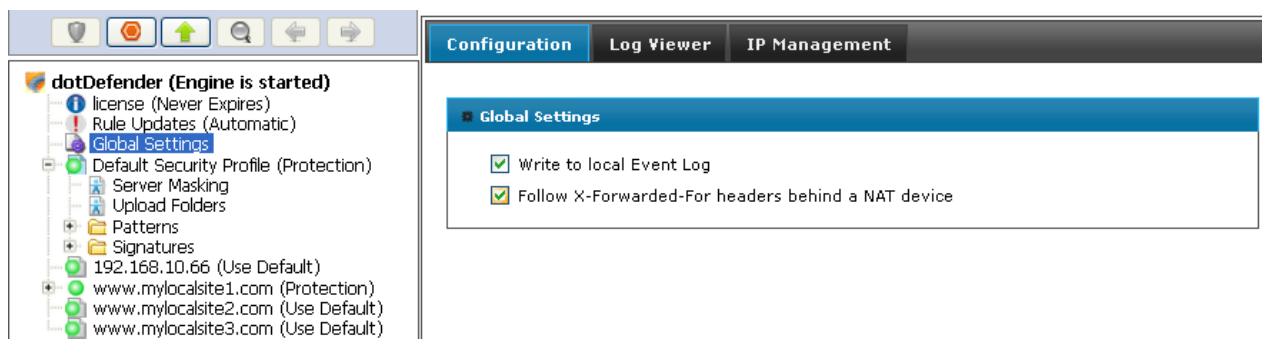 dotDefender (Engine is started)
license (Never Expires)
Rule Updates (Automatic)
Global Settings
Default Security Profile (Protection)
Server Masking
Upload Folders
Patterns
Signatures
192.168.10.66 (Use Default)
www.mylocalsite1.com (Protection)
www.mylocalsite2.com (Use Default)
www.mylocalsite3.com (Use Default)
Configuration
Log Viewer
IP Management
Global Settings
Write to local Event Log
Follow X-Forwarded-For headers behind a NAT device